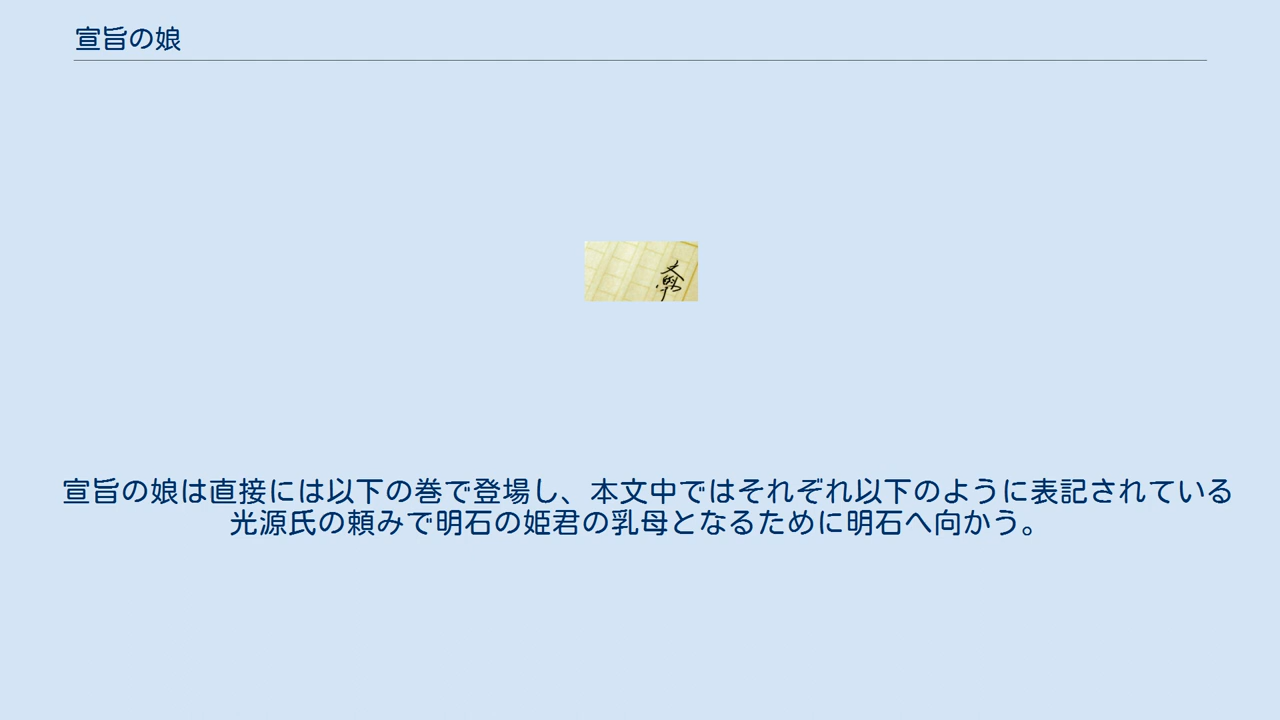 宣旨の娘
宣旨の娘は直接には以下の巻で登場し、本文中ではそれぞれ以下のように表記されている
光源氏の頼みで明石の姫君の乳母となるために明石へ向かう。